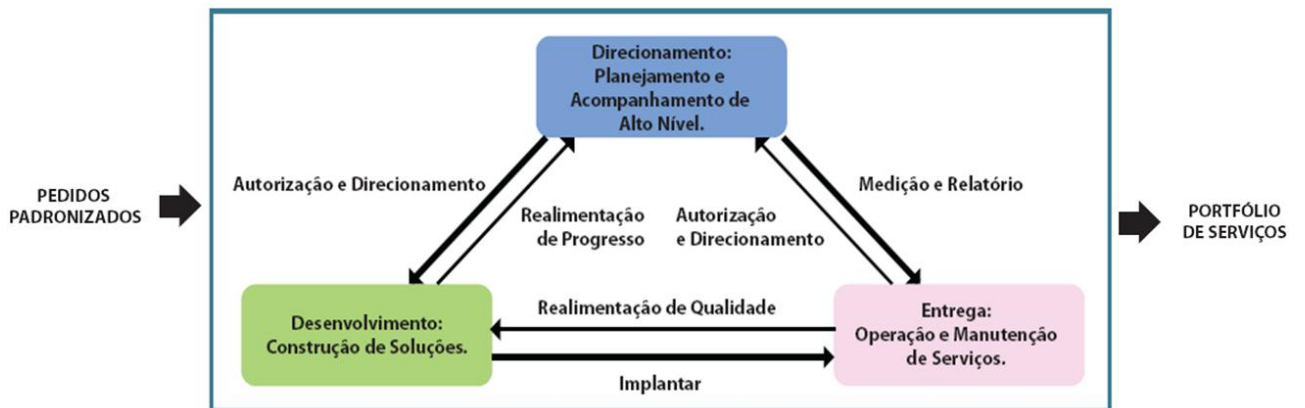 Direcionamento:
Planejamento e
Acompanhamento de
Alto Nível.
PEDIDOS
PADRONIZADOS
Autorização e Direcionamento
Medição e Relatório
Realimentação
de Progresso
Autorização
e Direcionamento
PORTFÓLIO
DE SERVIÇOS
Desenvolvimento:
Construção de Soluções.
Realimentação de Qualidade
Implantar
Entrega:
Operação e Manutenção
de Serviços.